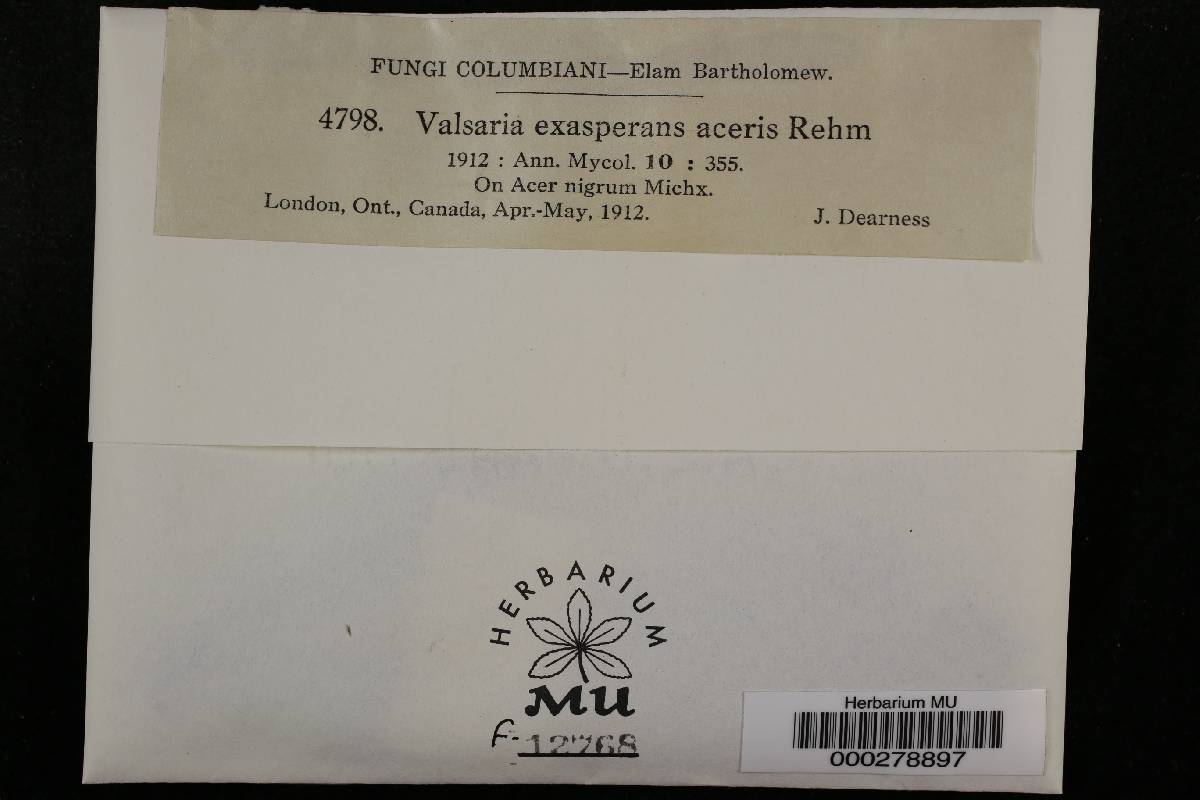 FUNGI COLUMBIANI—Elam Bartholomew.
4798. Valsaria exasperans aceris Rehm
1912 : Ann. Mycol. 10 : 355.
On Acer nigrum Michx.
London, Ont., Canada, Apr.-May, 1912. J. Dearness
HERBARIUM
MU
F-12768
Herbarium MU
000278897